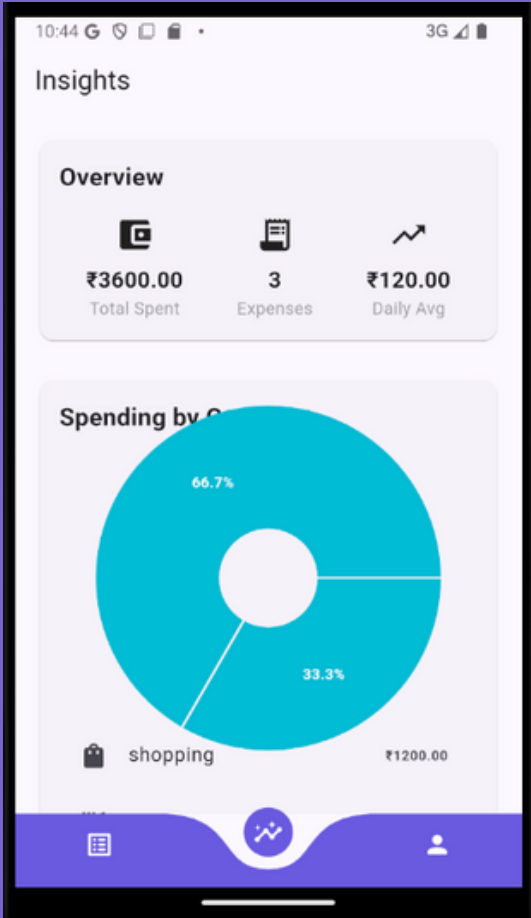 10:44 G 3G
Insights
Overview
₹3600.00 3 ₹120.00
Total Spent Expenses Daily Avg
Spending by
66.7%
33.3%
shopping ₹1200.00